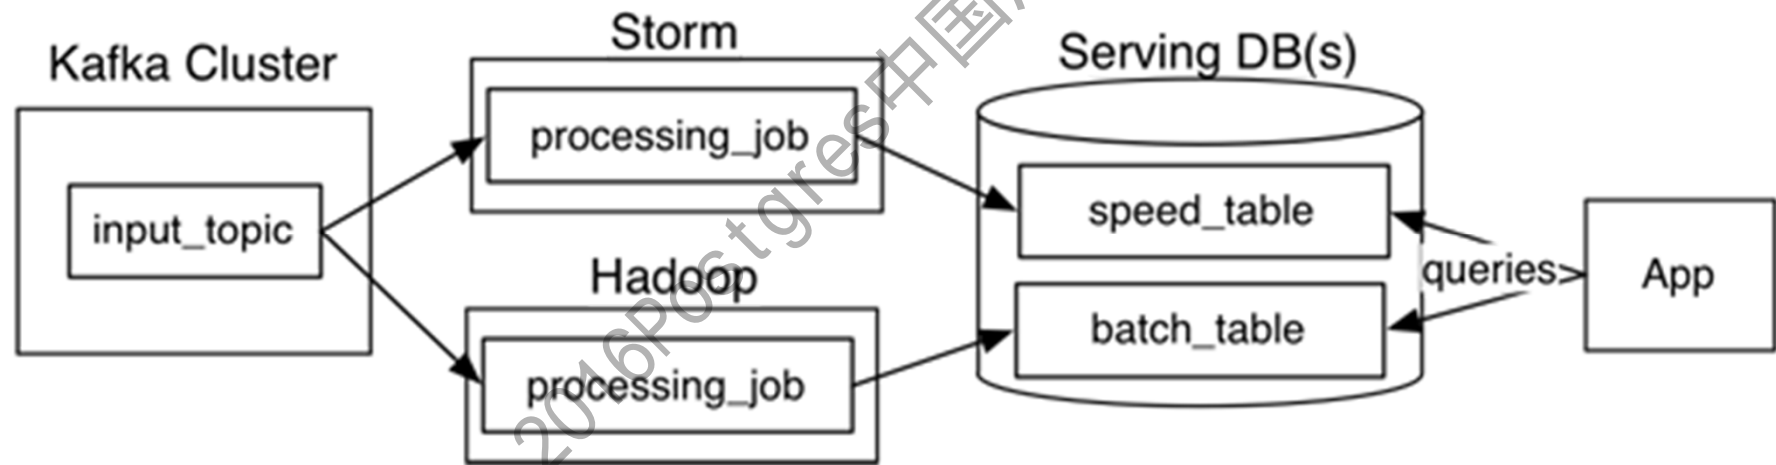 Kafka Cluster
input_topic
Storm
processing_job
Hadoop
processing_job
Serving DB(s)
speed_table
batch_table
queries
App
2016Postgres中国